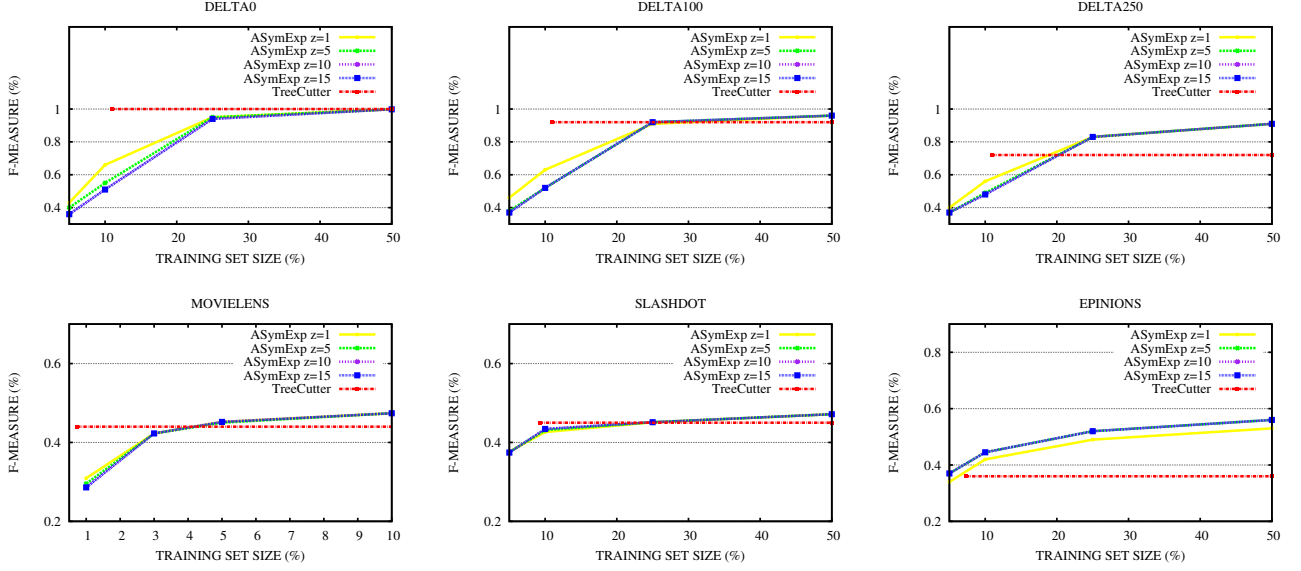 DELTA0
ASymExp z=1
ASymExp z=5
ASymExp z=10
ASymExp z=15
TreeCutter
F-MEASURE (%)
1
0.8
0.6
0.4
10 20 30 40 50
TRAINING SET SIZE (%)
DELTA100
ASymExp z=1
ASymExp z=5
ASymExp z=10
ASymExp z=15
TreeCutter
F-MEASURE (%)
1
0.8
0.6
0.4
10 20 30 40 50
TRAINING SET SIZE (%)
DELTA250
ASymExp z=1
ASymExp z=5
ASymExp z=10
ASymExp z=15
TreeCutter
F-MEASURE (%)
1
0.8
0.6
0.4
10 20 30 40 50
TRAINING SET SIZE (%)
MOVIELENS
ASymExp z=1
ASymExp z=5
ASymExp z=10
ASymExp z=15
TreeCutter
F-MEASURE (%)
0.6
0.4
0.2
1 2 3 4 5 6 7 8 9 10
TRAINING SET SIZE (%)
SLASHDOT
ASymExp z=1
ASymExp z=5
ASymExp z=10
ASymExp z=15
TreeCutter
F-MEASURE (%)
0.6
0.4
0.2
10 20 30 40 50
TRAINING SET SIZE (%)
EPINIONS
ASymExp z=1
ASymExp z=5
ASymExp z=10
ASymExp z=15
TreeCutter
F-MEASURE (%)
0.8
0.6
0.4
0.2
10 20 30 40 50
TRAINING SET SIZE (%)